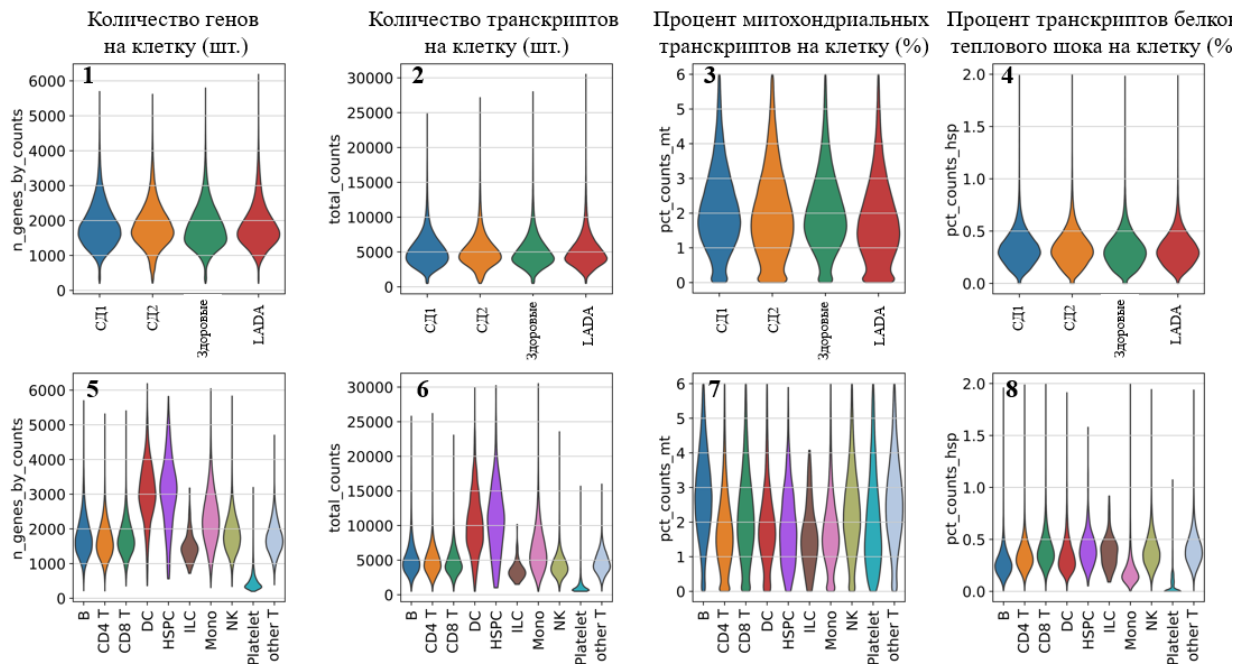 Количество генов
на клетку (шт.)
Количество транскриптов
на клетку (шт.)
Процент митохондриальных
транскриптов на клетку (%)
Процент транскриптов белков
теплового шока на клетку (%
1
n_genes_by_counts
6000
5000
4000
3000
2000
1000
0
СД1
СД2
Здоровые
LADA
2
total_counts
30000
25000
20000
15000
10000
5000
0
СД1
СД2
Здоровые
LADA
3
pct_counts_mt
6
5
4
3
2
1
0
СД1
СД2
Здоровые
LADA
4
pct_counts_hsp
2.0
1.5
1.0
0.5
0.0
СД1
СД2
Здоровые
LADA
5
n_genes_by_counts
6000
5000
4000
3000
2000
1000
0
B
CD4 T
CD8 T
DC
HSPC
ILC
Mono
NK
Platelet
other T
6
total_counts
30000
25000
20000
15000
10000
5000
0
B
CD4 T
CD8 T
DC
HSPC
ILC
Mono
NK
Platelet
other T
7
pct_counts_mt
6
5
4
3
2
1
0
B
CD4 T
CD8 T
DC
HSPC
ILC
Mono
NK
Platelet
other T
8
pct_counts_hsp
2.0
1.5
1.0
0.5
0.0
B
CD4 T
CD8 T
DC
HSPC
ILC
Mono
NK
Platelet
other T